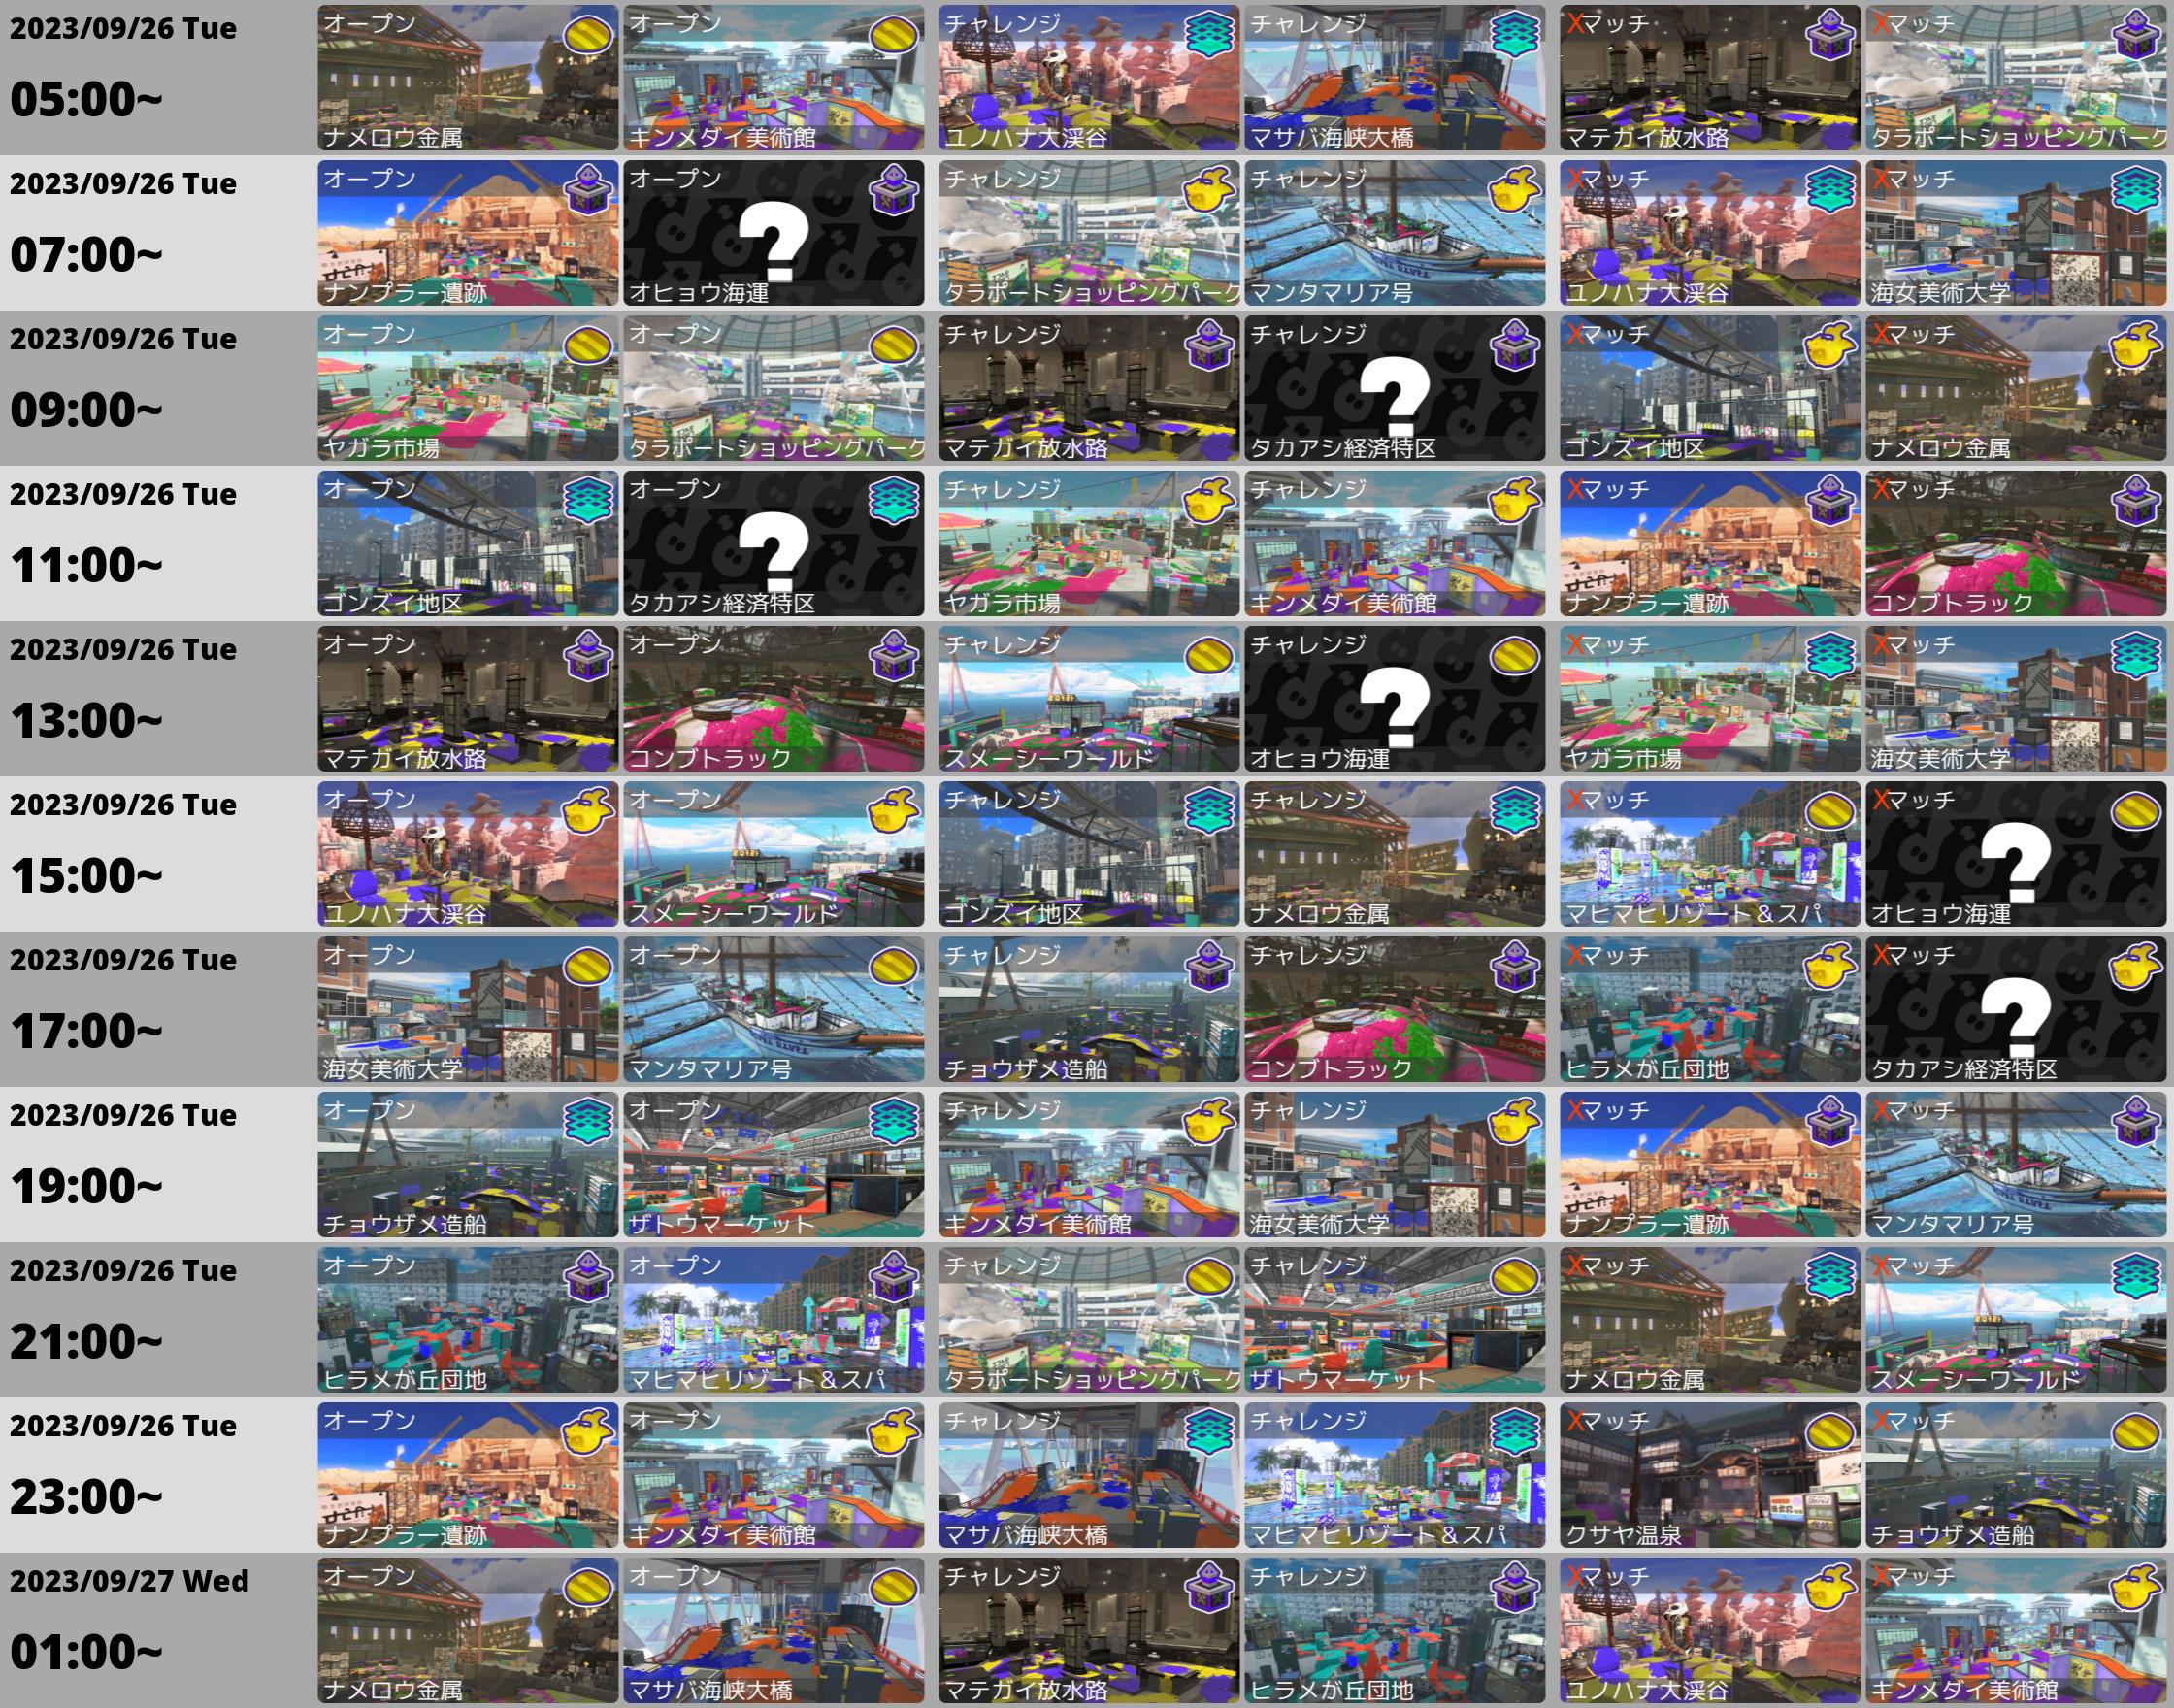 2023/09/26 Tue
05:00~
オープン
ナメロウ金属
オープン
キンメダイ美術館
チャレンジ
ユノハナ大渓谷
チャレンジ
マサバ海峡大橋
Xマッチ
マテガイ放水路
Xマッチ
タラポートショッピングパーク
2023/09/26 Tue
07:00~
オープン
ナンプラー遺跡
オープン
?
オヒョウ海運
チャレンジ
タラポートショッピングパーク
チャレンジ
マンタマリア号
Xマッチ
ユノハナ大渓谷
Xマッチ
海女美術大学
2023/09/26 Tue
09:00~
オープン
ヤガラ市場
オープン
タラポートショッピングパーク
チャレンジ
マテガイ放水路
チャレンジ
?
タカアシ経済特区
Xマッチ
ゴンズイ地区
Xマッチ
ナメロウ金属
2023/09/26 Tue
11:00~
オープン
ゴンズイ地区
オープン
?
タカアシ経済特区
チャレンジ
ヤガラ市場
チャレンジ
キンメダイ美術館
Xマッチ
ナンプラー遺跡
Xマッチ
コンブトラック
2023/09/26 Tue
13:00~
オープン
マテガイ放水路
オープン
コンブトラック
チャレンジ
スメーシーワールド
チャレンジ
?
オヒョウ海運
Xマッチ
ヤガラ市場
Xマッチ
海女美術大学
2023/09/26 Tue
15:00~
オープン
ユノハナ大渓谷
オープン
スメーシーワールド
チャレンジ
ゴンズイ地区
チャレンジ
ナメロウ金属
Xマッチ
マヒマヒリゾート&スパ
Xマッチ
?
オヒョウ海運
2023/09/26 Tue
17:00~
オープン
海女美術大学
オープン
マンタマリア号
チャレンジ
チョウザメ造船
チャレンジ
コンブトラック
Xマッチ
ヒラメが丘団地
Xマッチ
?
タカアシ経済特区
2023/09/26 Tue
19:00~
オープン
チョウザメ造船
オープン
ザトウマーケット
チャレンジ
キンメダイ美術館
チャレンジ
海女美術大学
Xマッチ
ナンプラー遺跡
Xマッチ
マンタマリア号
2023/09/26 Tue
21:00~
オープン
ヒラメが丘団地
オープン
マヒマヒリゾート&スパ
チャレンジ
タラポートショッピングパーク
チャレンジ
ザトウマーケット
Xマッチ
ナメロウ金属
Xマッチ
スメーシーワールド
2023/09/26 Tue
23:00~
オープン
ナンプラー遺跡
オープン
キンメダイ美術館
チャレンジ
マサバ海峡大橋
チャレンジ
マヒマヒリゾート&スパ
Xマッチ
クサヤ温泉
Xマッチ
チョウザメ造船
2023/09/27 Wed
01:00~
オープン
ナメロウ金属
オープン
マサバ海峡大橋
チャレンジ
マテガイ放水路
チャレンジ
ヒラメが丘団地
Xマッチ
ユノハナ大渓谷
Xマッチ
キンメダイ美術館